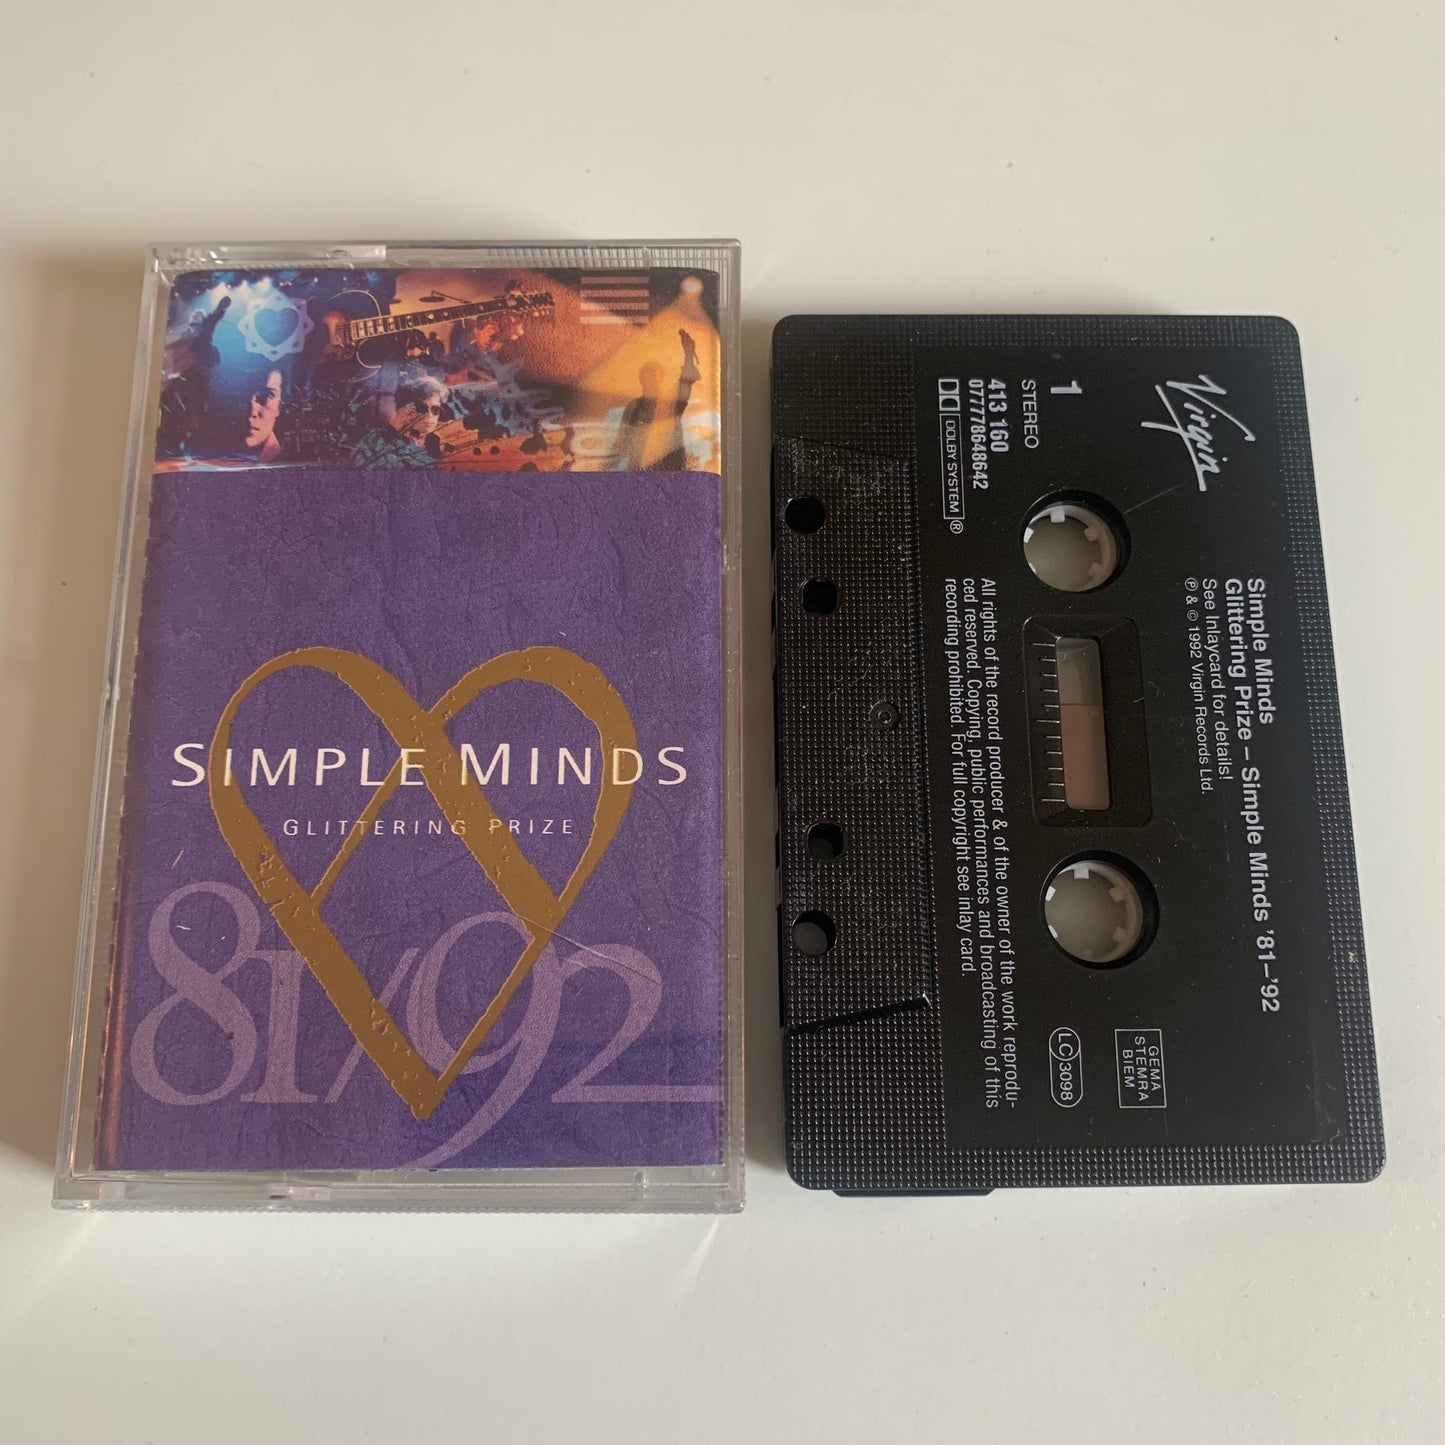 SIMPLE MINDS
GLITTERING PRIZE
81/92
Virgin
1
STEREO
413 160
077778648642
DOLBY SYSTEM ®
Simple Minds
Glittering Prize – Simple Minds '81–'92
See Inlaycard for details!
℗ & © 1992 Virgin Records Ltd.
All rights of the record producer & of the owner of the work reprodu-
ced reserved. Copying, public performances and broadcasting of this
recording prohibited. For full copyright see inlay card.
GEMA
STEMRA
BIEM
LC 3098